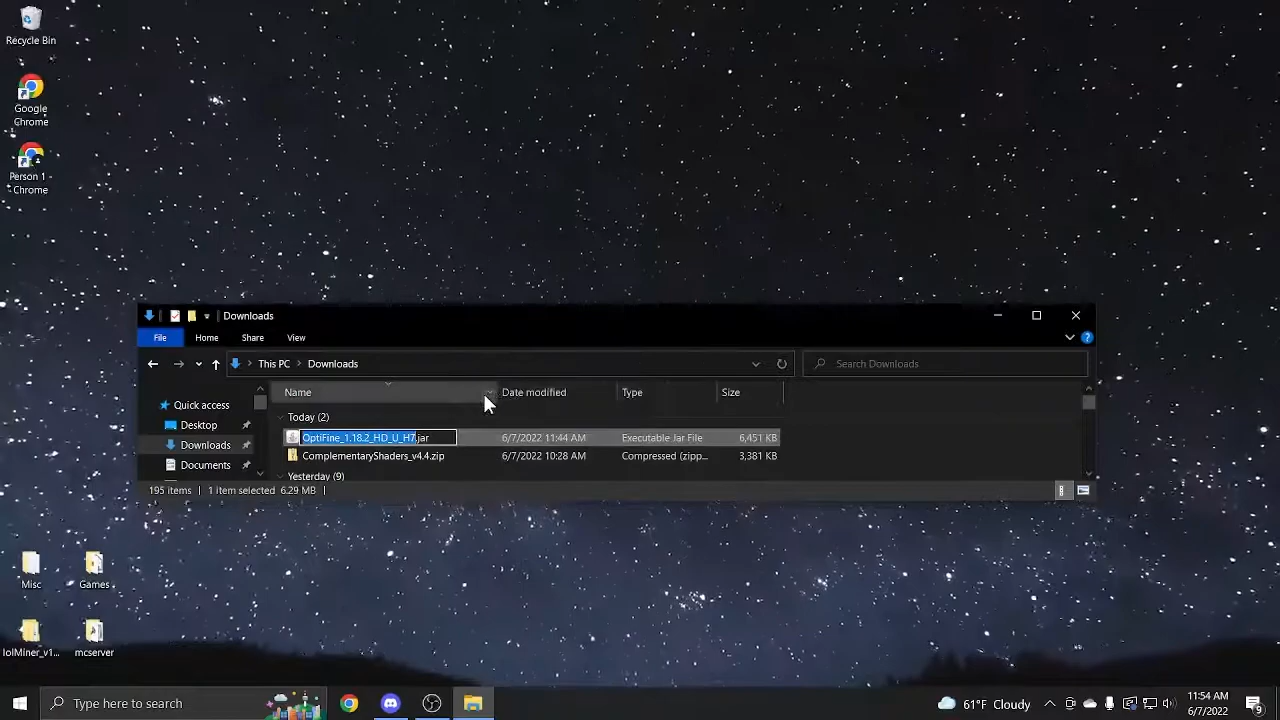 Recycle Bin
Google
Chrome
Person 1 -
Chrome
Downloads
File Home Share View
This PC Downloads
Search Downloads
Name Date modified Type Size
Quick access
Desktop
Downloads
Documents
Today (2)
OptiFine_1.18.2_HD_U_H7.jar 6/7/2022 11:44 AM Executable Jar File 6,451 KB
ComplementaryShaders_v4.4.zip 6/7/2022 10:28 AM Compressed (zipp... 3,381 KB
Yesterday (9)
195 items 1 item selected 6.29 MB
Misc
Games
lolMiner_v1...
mcserver
Type here to search
61°F Cloudy
11:54 AM
6/7/2022
9